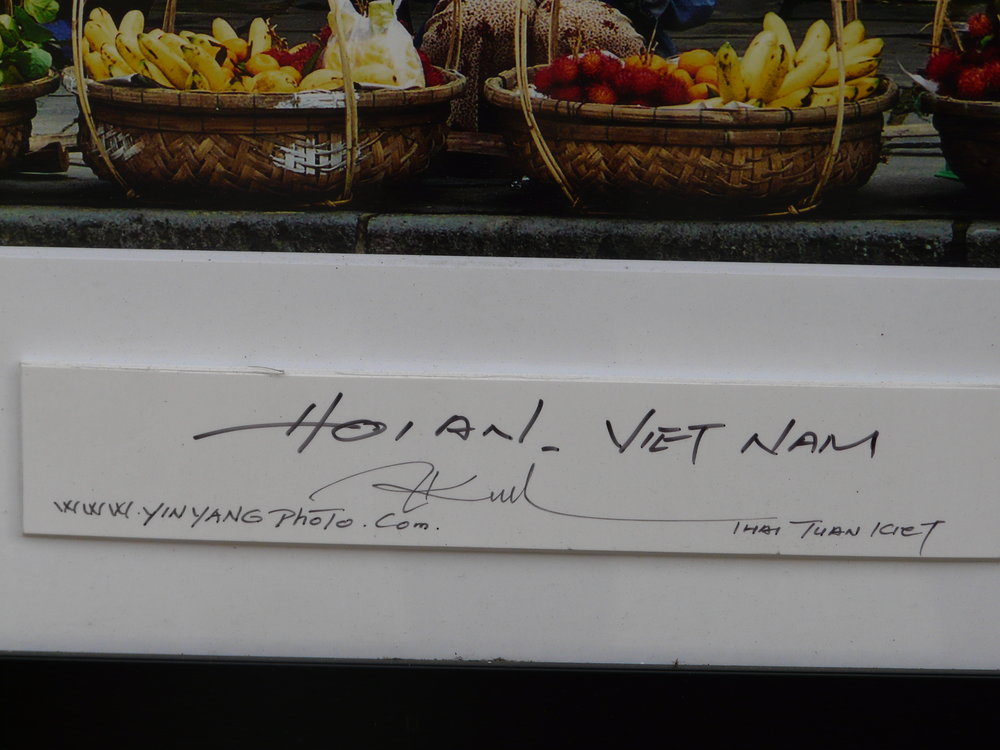 HOI AN - VIET NAM
WWW.YINYANGPHOTO.COM.
THAI TUAN KIET